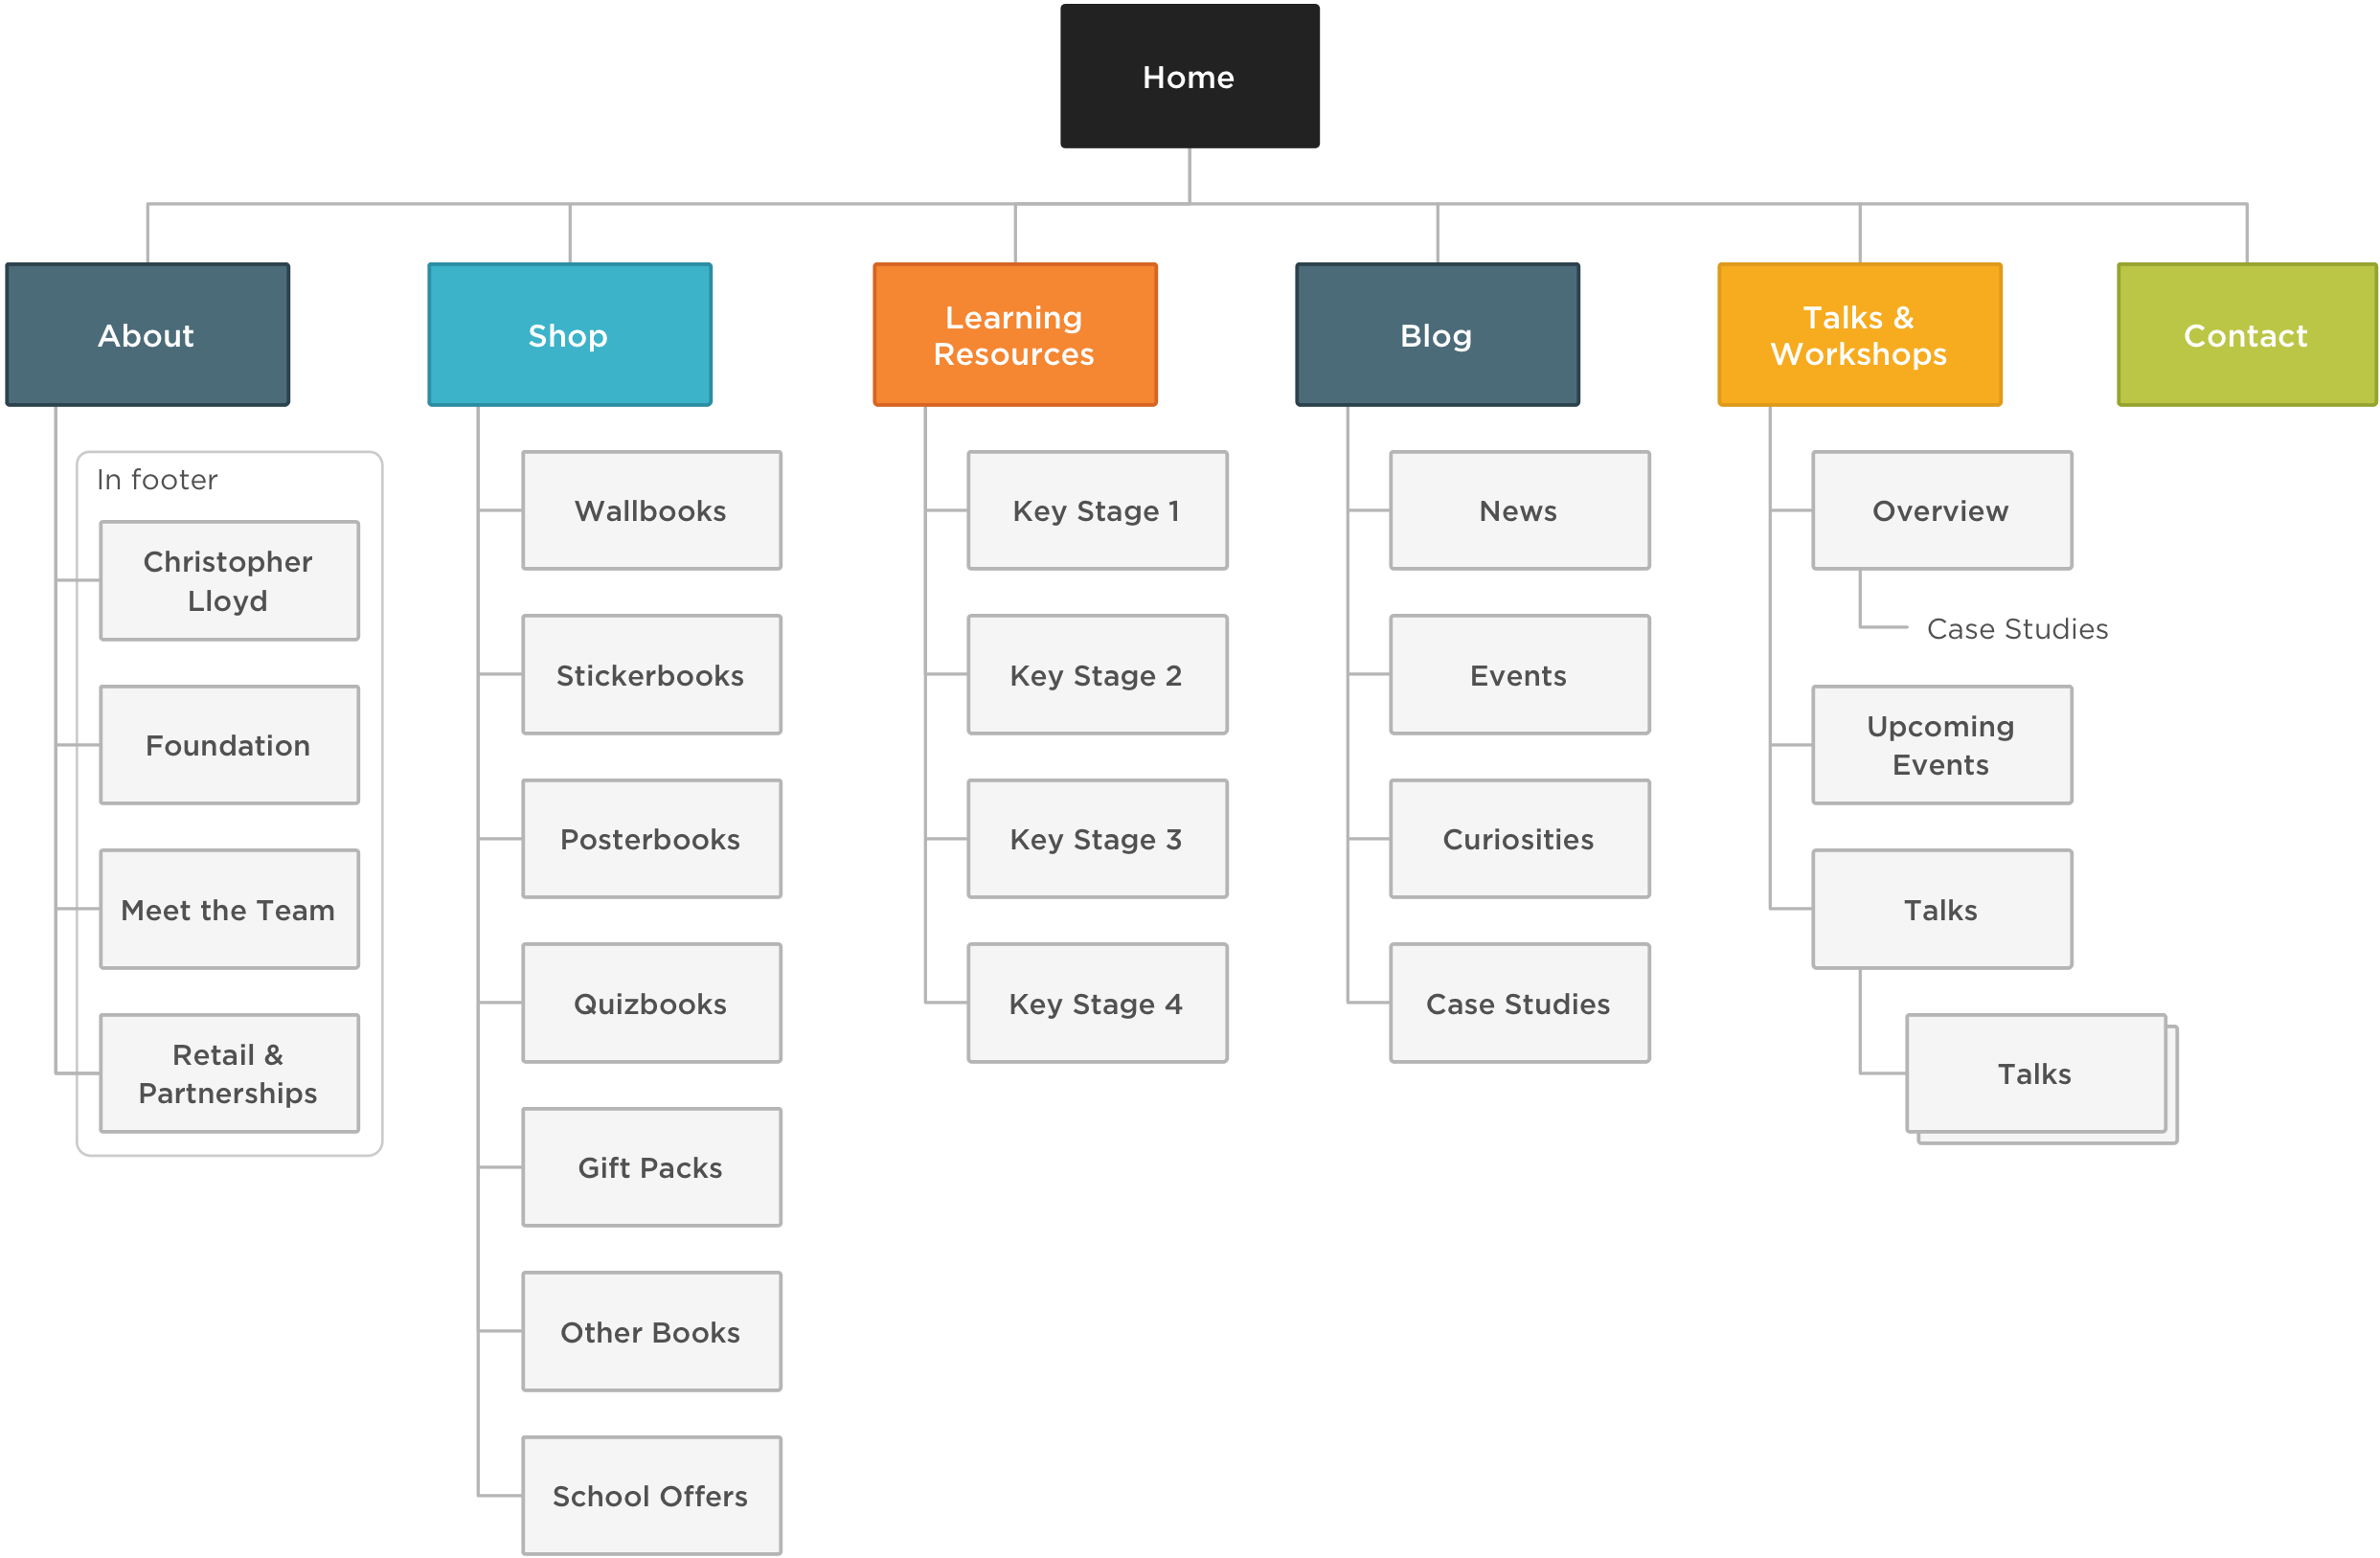 Home
About
Shop
Learning
Resources
Blog
Talks &
Workshops
Contact
In footer
Christopher
Lloyd
Foundation
Meet the Team
Retail &
Partnerships
Wallbooks
Stickerbooks
Posterbooks
Quizbooks
Gift Packs
Other Books
School Offers
Key Stage 1
Key Stage 2
Key Stage 3
Key Stage 4
News
Events
Curiosities
Case Studies
Overview
Case Studies
Upcoming
Events
Talks
Talks